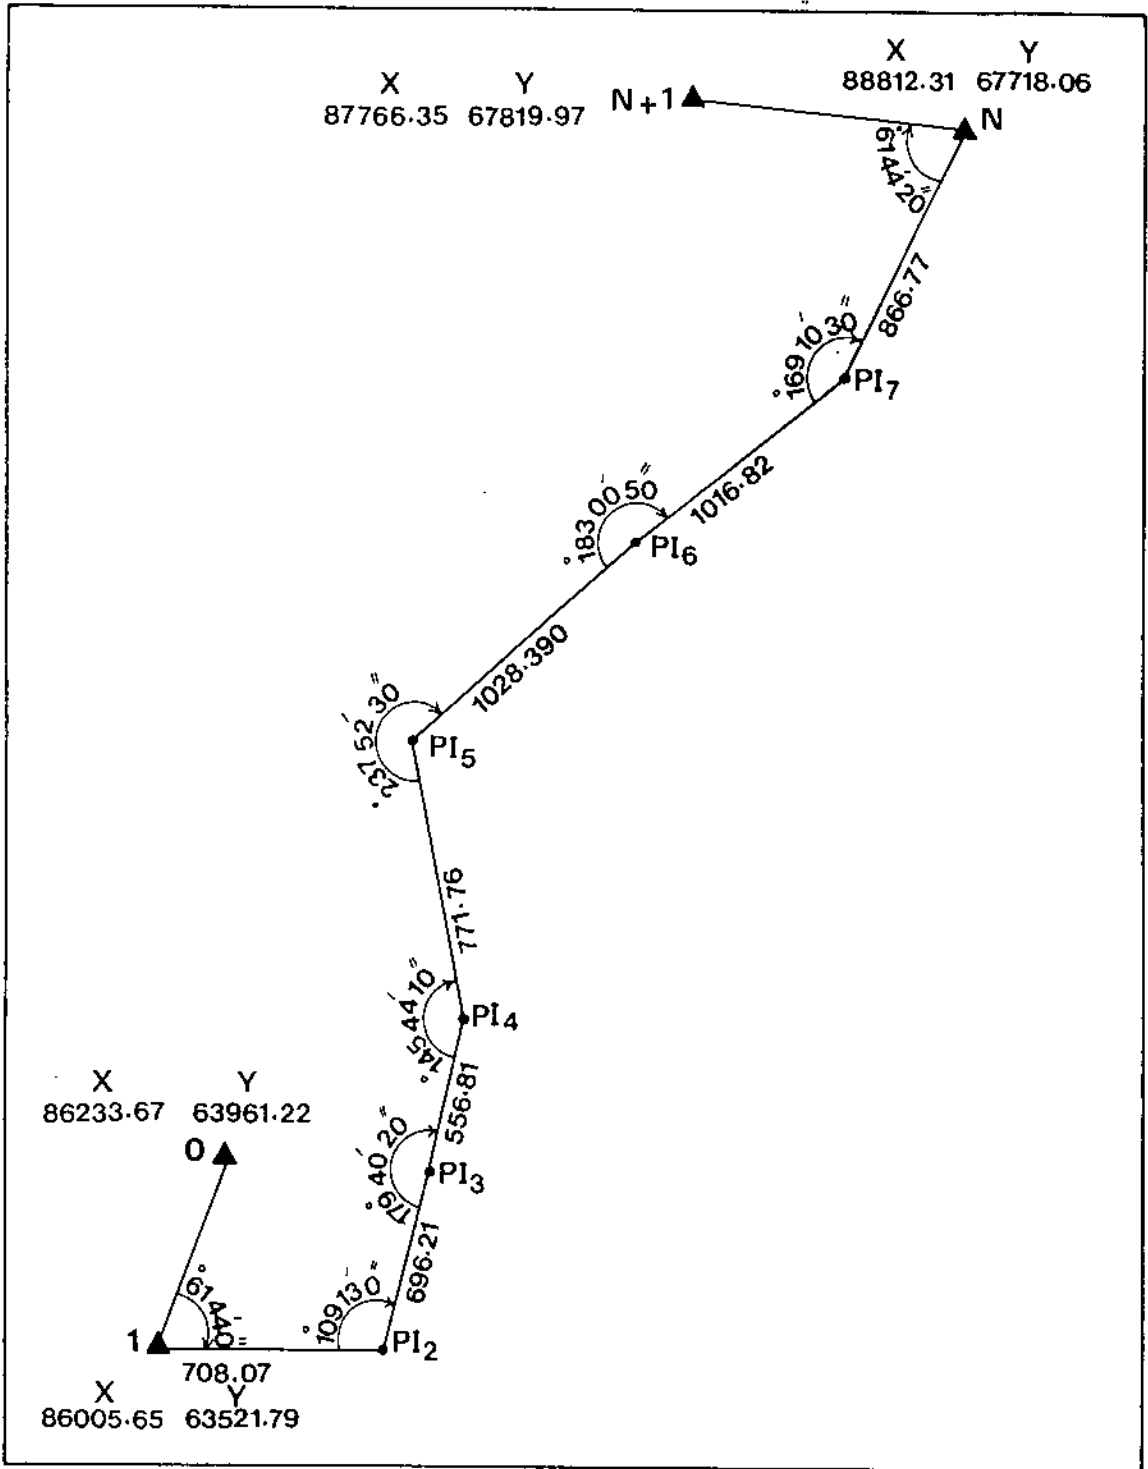 X Y
88812.31 67718.06
X Y
87766.35 67819.97
N+1
N
61°44'20"
866.77
169°10'30"
PI7
1016.82
183°00'50"
PI6
1028.390
237°52'30"
PI5
771.76
145°44'10"
PI4
556.81
X Y
86233.67 63961.22
0
179°40'20"
PI3
696.21
61°44'0"
109°13'0"
1
PI2
708.07
X Y
86005.65 63521.79